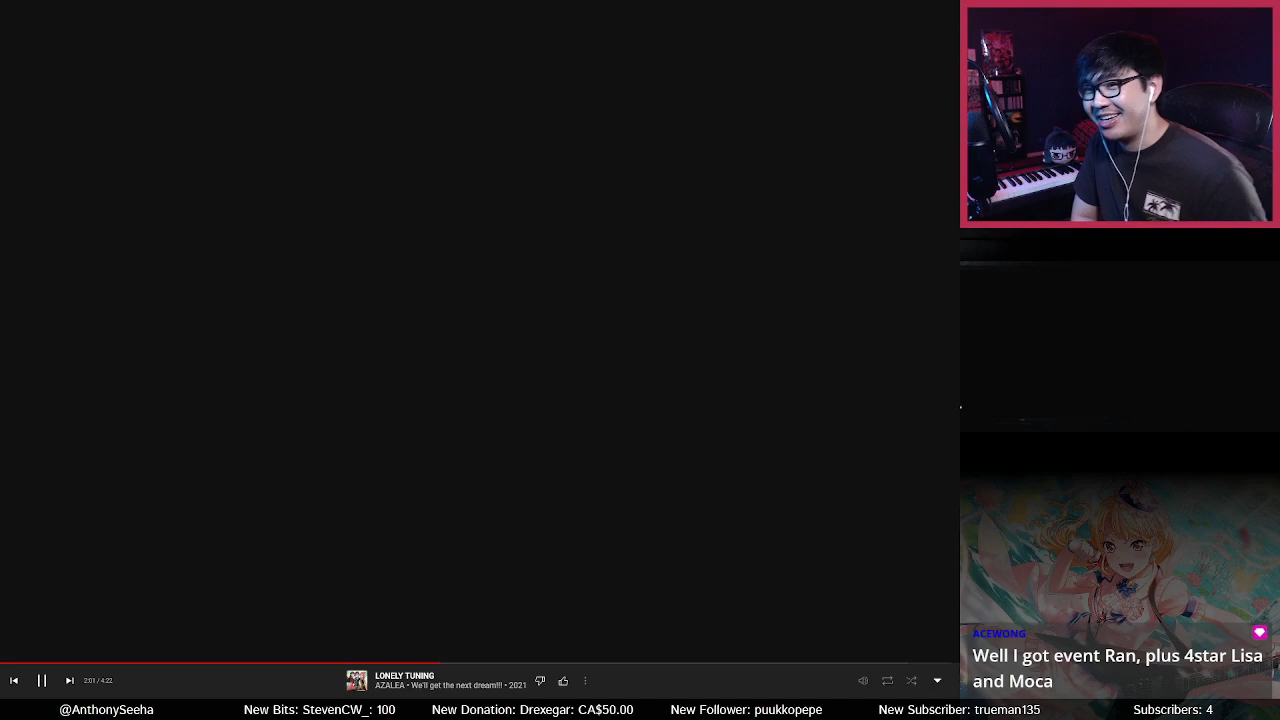 ACEWONG
Well I got event Ran, plus 4star Lisa
and Moca
2:01 / 4:22
LONELY TUNING
AZALEA • We'll get the next dream!!! • 2021
@AnthonySeeha
New Bits: StevenCW_: 100
New Donation: Drexegar: CA$50.00
New Follower: puukkopepe
New Subscriber: trueman135
Subscribers: 4